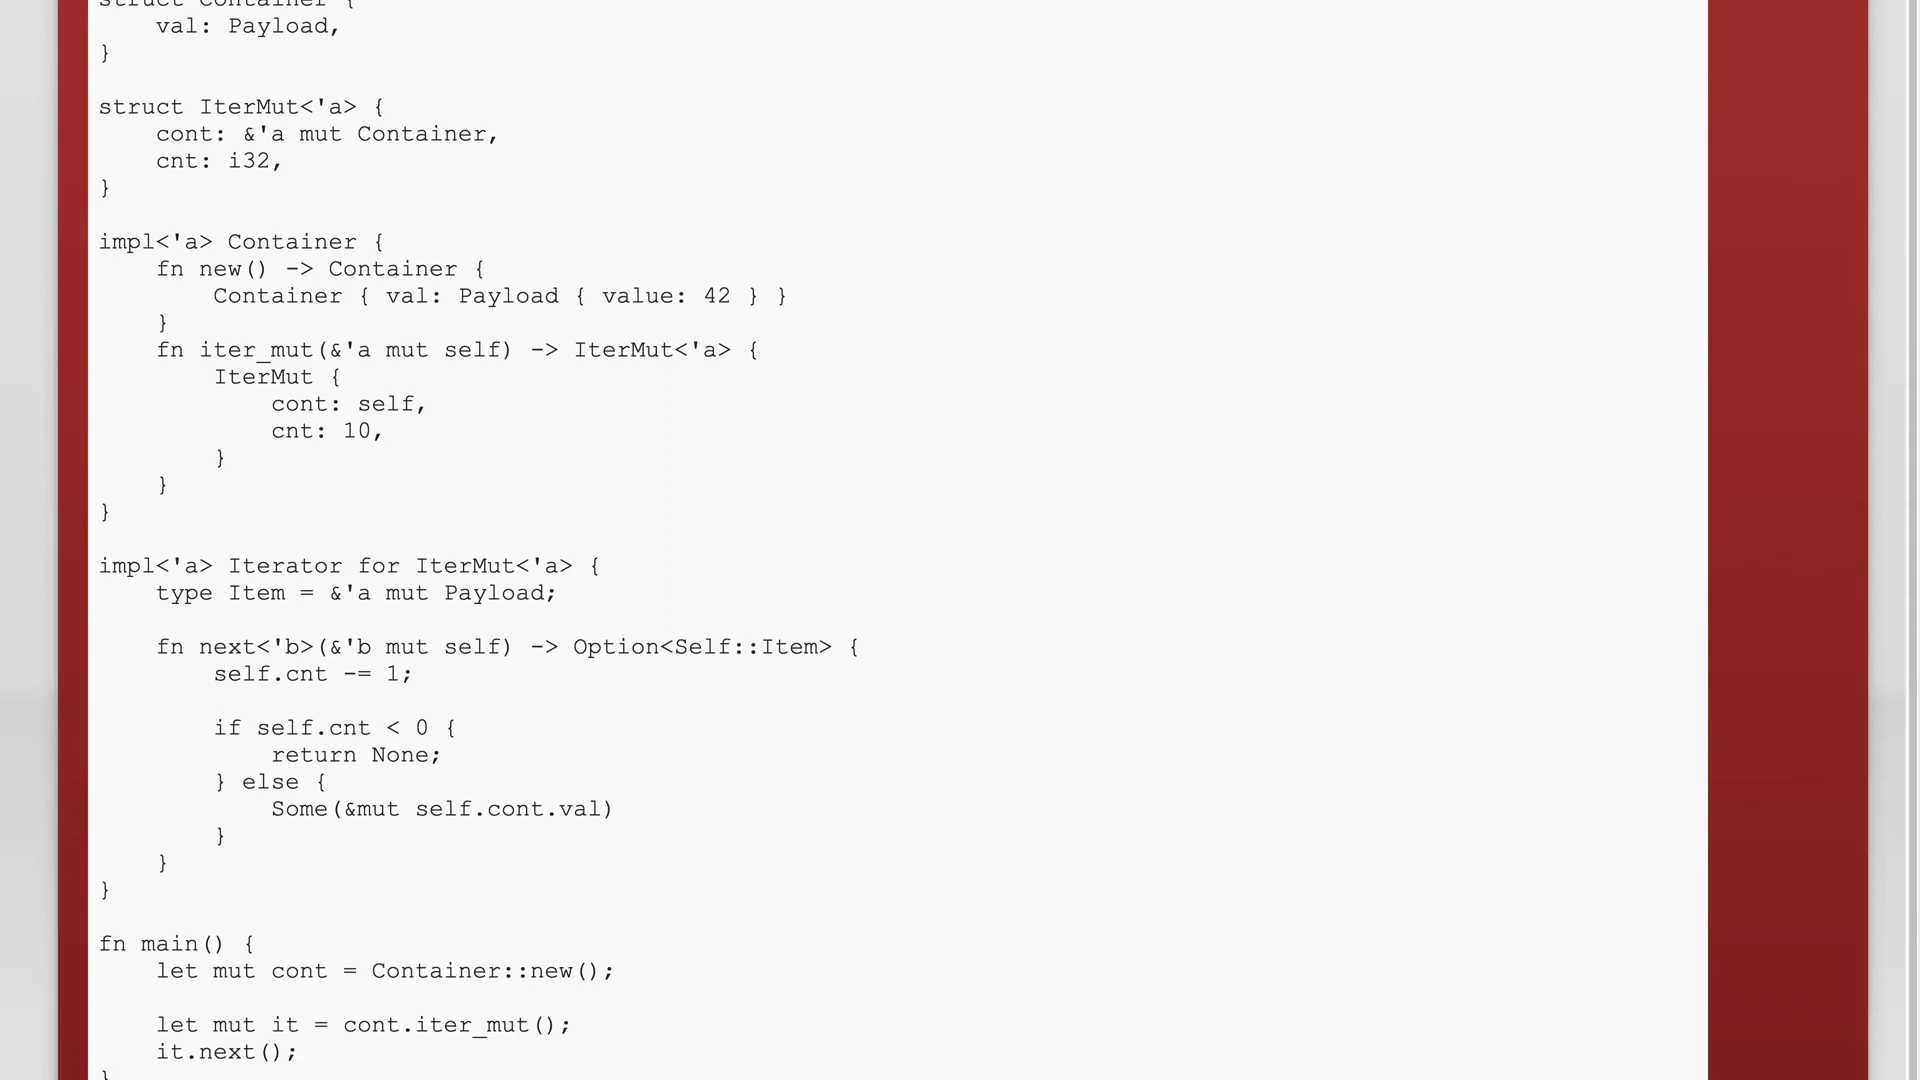 struct Container {
    val: Payload,
}

struct IterMut<'a> {
    cont: &'a mut Container,
    cnt: i32,
}

impl<'a> Container {
    fn new() -> Container {
        Container { val: Payload { value: 42 } }
    }
    fn iter_mut(&'a mut self) -> IterMut<'a> {
        IterMut {
            cont: self,
            cnt: 10,
        }
    }
}

impl<'a> Iterator for IterMut<'a> {
    type Item = &'a mut Payload;

    fn next<'b>(&'b mut self) -> Option<Self::Item> {
        self.cnt -= 1;

        if self.cnt < 0 {
            return None;
        } else {
            Some(&mut self.cont.val)
        }
    }
}

fn main() {
    let mut cont = Container::new();

    let mut it = cont.iter_mut();
    it.next();
}